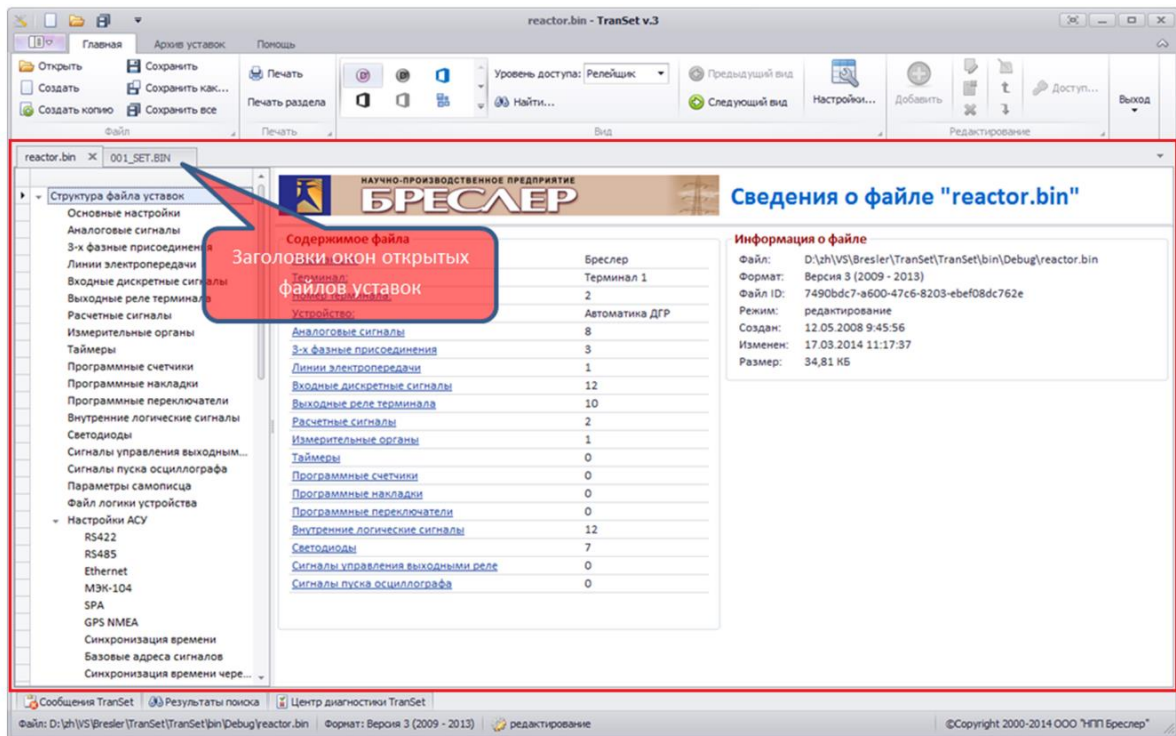 reactor.bin - TranSet v.3
Главная Архив уставок Помощь
Открыть Сохранить Печать Уровень доступа: Релейщик Предыдущий вид Настройки... Добавить Доступ... Выход
Создать Сохранить как...
Создать копию Сохранить все Печать раздела Найти... Следующий вид
Файл Печать Вид Редактирование
reactor.bin 001_SET.BIN
Структура файла уставок
Основные настройки
Аналоговые сигналы
3-х фазные присоединения
Линии электропередачи
Входные дискретные сигналы
Выходные реле терминала
Расчетные сигналы
Измерительные органы
Таймеры
Программные счетчики
Программные накладки
Программные переключатели
Внутренние логические сигналы
Светодиоды
Сигналы управления выходным...
Сигналы пуска осциллографа
Параметры самописца
Файл логики устройства
Настройки АСУ
RS422
RS485
Ethernet
МЭК-104
SPA
GPS NMEA
Синхронизация времени
Базовые адреса сигналов
Синхронизация времени чере...
Заголовки окон открытых
файлов уставок
НАУЧНО-ПРОИЗВОДСТВЕННОЕ ПРЕДПРИЯТИЕ
БРЕСЛЕР
Сведения о файле "reactor.bin"
Содержимое файла
Бреслер
Терминал: Терминал 1
Номер терминала: 2
Устройство: Автоматика ДГР
Аналоговые сигналы 8
3-х фазные присоединения 3
Линии электропередачи 1
Входные дискретные сигналы 12
Выходные реле терминала 10
Расчетные сигналы 2
Измерительные органы 1
Таймеры 0
Программные счетчики 0
Программные накладки 0
Программные переключатели 0
Внутренние логические сигналы 12
Светодиоды 7
Сигналы управления выходными реле 0
Сигналы пуска осциллографа 0
Информация о файле
Файл: D:\zh\VS\Bresler\TranSet\TranSet\bin\Debug\reactor.bin
Формат: Версия 3 (2009 - 2013)
Файл ID: 7490bdc7-a600-47c6-8203-ebef08dc762e
Режим: редактирование
Создан: 12.05.2008 9:45:56
Изменен: 17.03.2014 11:17:37
Размер: 34,81 КБ
Сообщения TranSet Результаты поиска Центр диагностики TranSet
Файл: D:\zh\VS\Bresler\TranSet\TranSet\bin\Debug\reactor.bin Формат: Версия 3 (2009 - 2013) редактирование ©Copyright 2000-2014 ООО "НПП Бреслер"